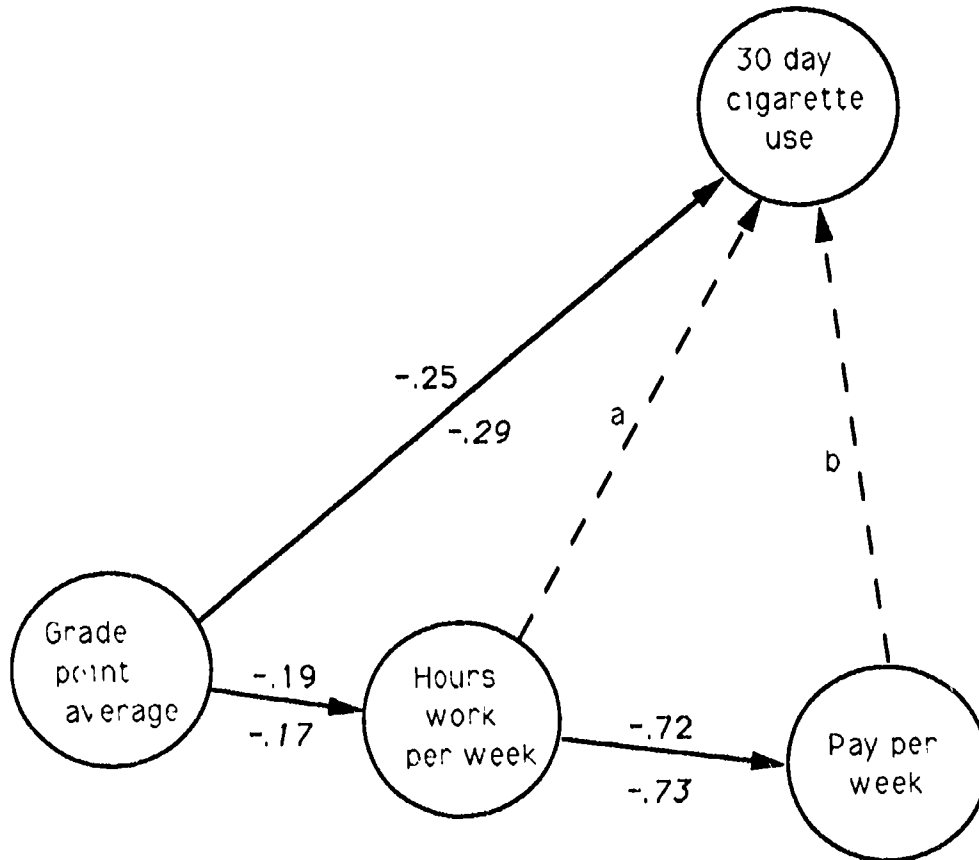 30 day
cigarette
use
-.25
-.29
a
b
Grade
point
average
-.19
-.17
Hours
work
per week
-.72
-.73
Pay per
week